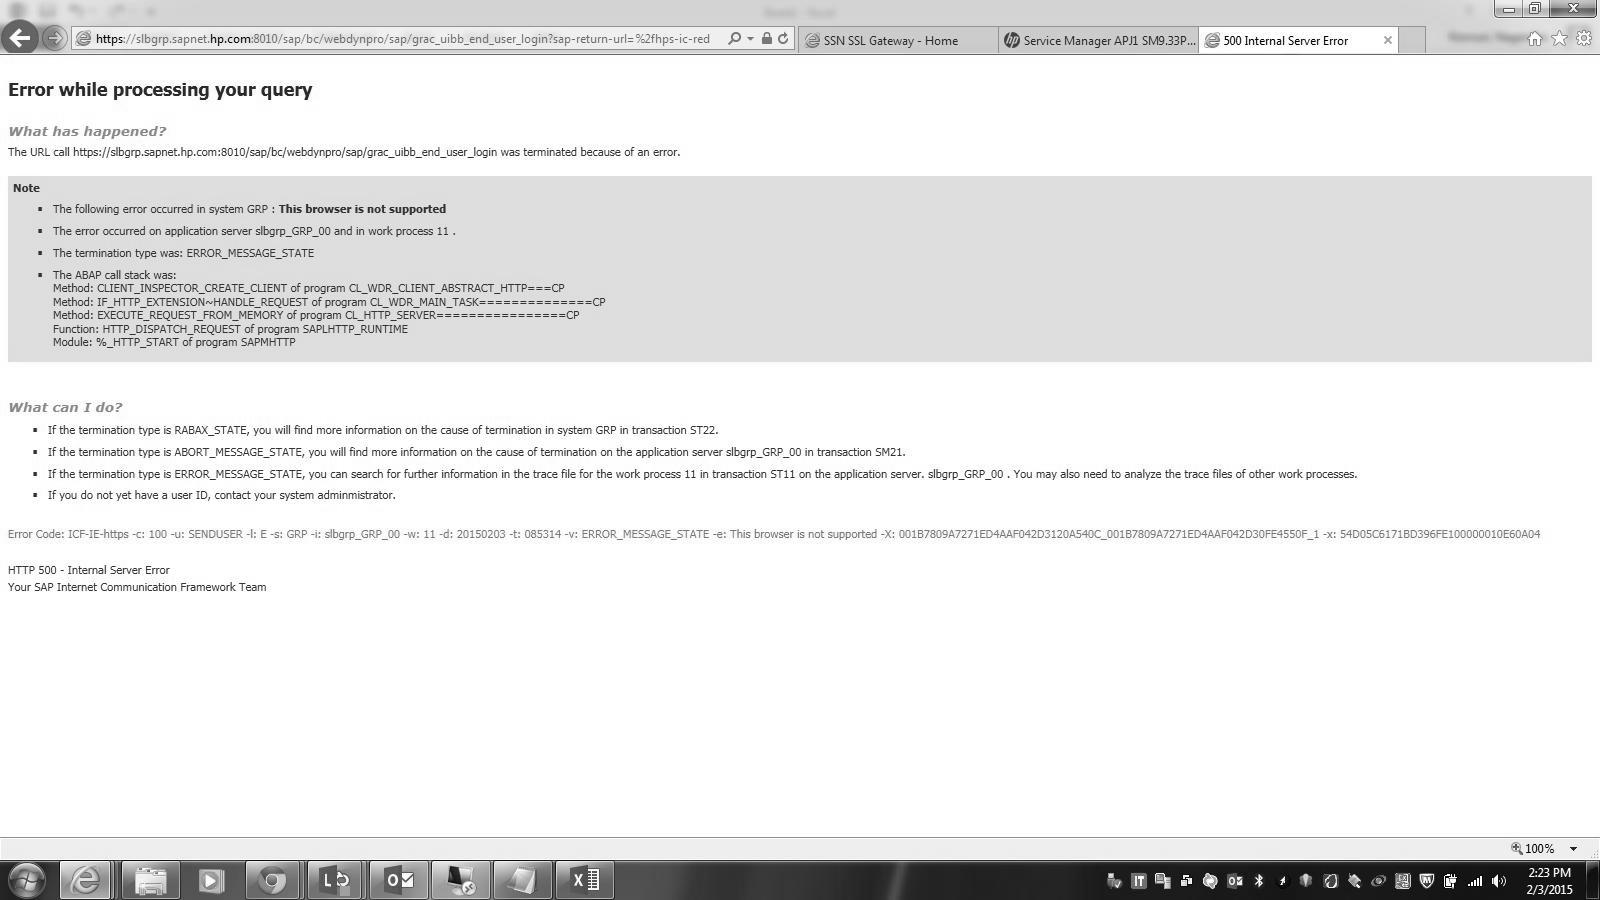 https://slbgrp.sapnet.hp.com:8010/sap/bc/webdynpro/sap/grac_uibb_end_user_login?sap-return-url=%2fhps-ic-red
SSN SSL Gateway - Home
Service Manager APJ1 SM9.33P...
500 Internal Server Error
Error while processing your query
What has happened?
The URL call https://slbgrp.sapnet.hp.com:8010/sap/bc/webdynpro/sap/grac_uibb_end_user_login was terminated because of an error.
Note
▪ The following error occurred in system GRP : This browser is not supported
▪ The error occurred on application server slbgrp_GRP_00 and in work process 11 .
▪ The termination type was: ERROR_MESSAGE_STATE
▪ The ABAP call stack was:
Method: CLIENT_INSPECTOR_CREATE_CLIENT of program CL_WDR_CLIENT_ABSTRACT_HTTP===CP
Method: IF_HTTP_EXTENSION~HANDLE_REQUEST of program CL_WDR_MAIN_TASK==============CP
Method: EXECUTE_REQUEST_FROM_MEMORY of program CL_HTTP_SERVER================CP
Function: HTTP_DISPATCH_REQUEST of program SAPLHTTP_RUNTIME
Module: %_HTTP_START of program SAPMHTTP
What can I do?
▪ If the termination type is RABAX_STATE, you will find more information on the cause of termination in system GRP in transaction ST22.
▪ If the termination type is ABORT_MESSAGE_STATE, you will find more information on the cause of termination on the application server slbgrp_GRP_00 in transaction SM21.
▪ If the termination type is ERROR_MESSAGE_STATE, you can search for further information in the trace file for the work process 11 in transaction ST11 on the application server. slbgrp_GRP_00 . You may also need to analyze the trace files of other work processes.
▪ If you do not yet have a user ID, contact your system adminmistrator.
Error Code: ICF-IE-https -c: 100 -u: SENDUSER -l: E -s: GRP -i: slbgrp_GRP_00 -w: 11 -d: 20150203 -t: 085314 -v: ERROR_MESSAGE_STATE -e: This browser is not supported -X: 001B7809A7271ED4AAF042D3120A540C_001B7809A7271ED4AAF042D30FE4550F_1 -x: 54D05C6171BD396FE100000010E60A04
HTTP 500 - Internal Server Error
Your SAP Internet Communication Framework Team
100%
2:23 PM
2/3/2015